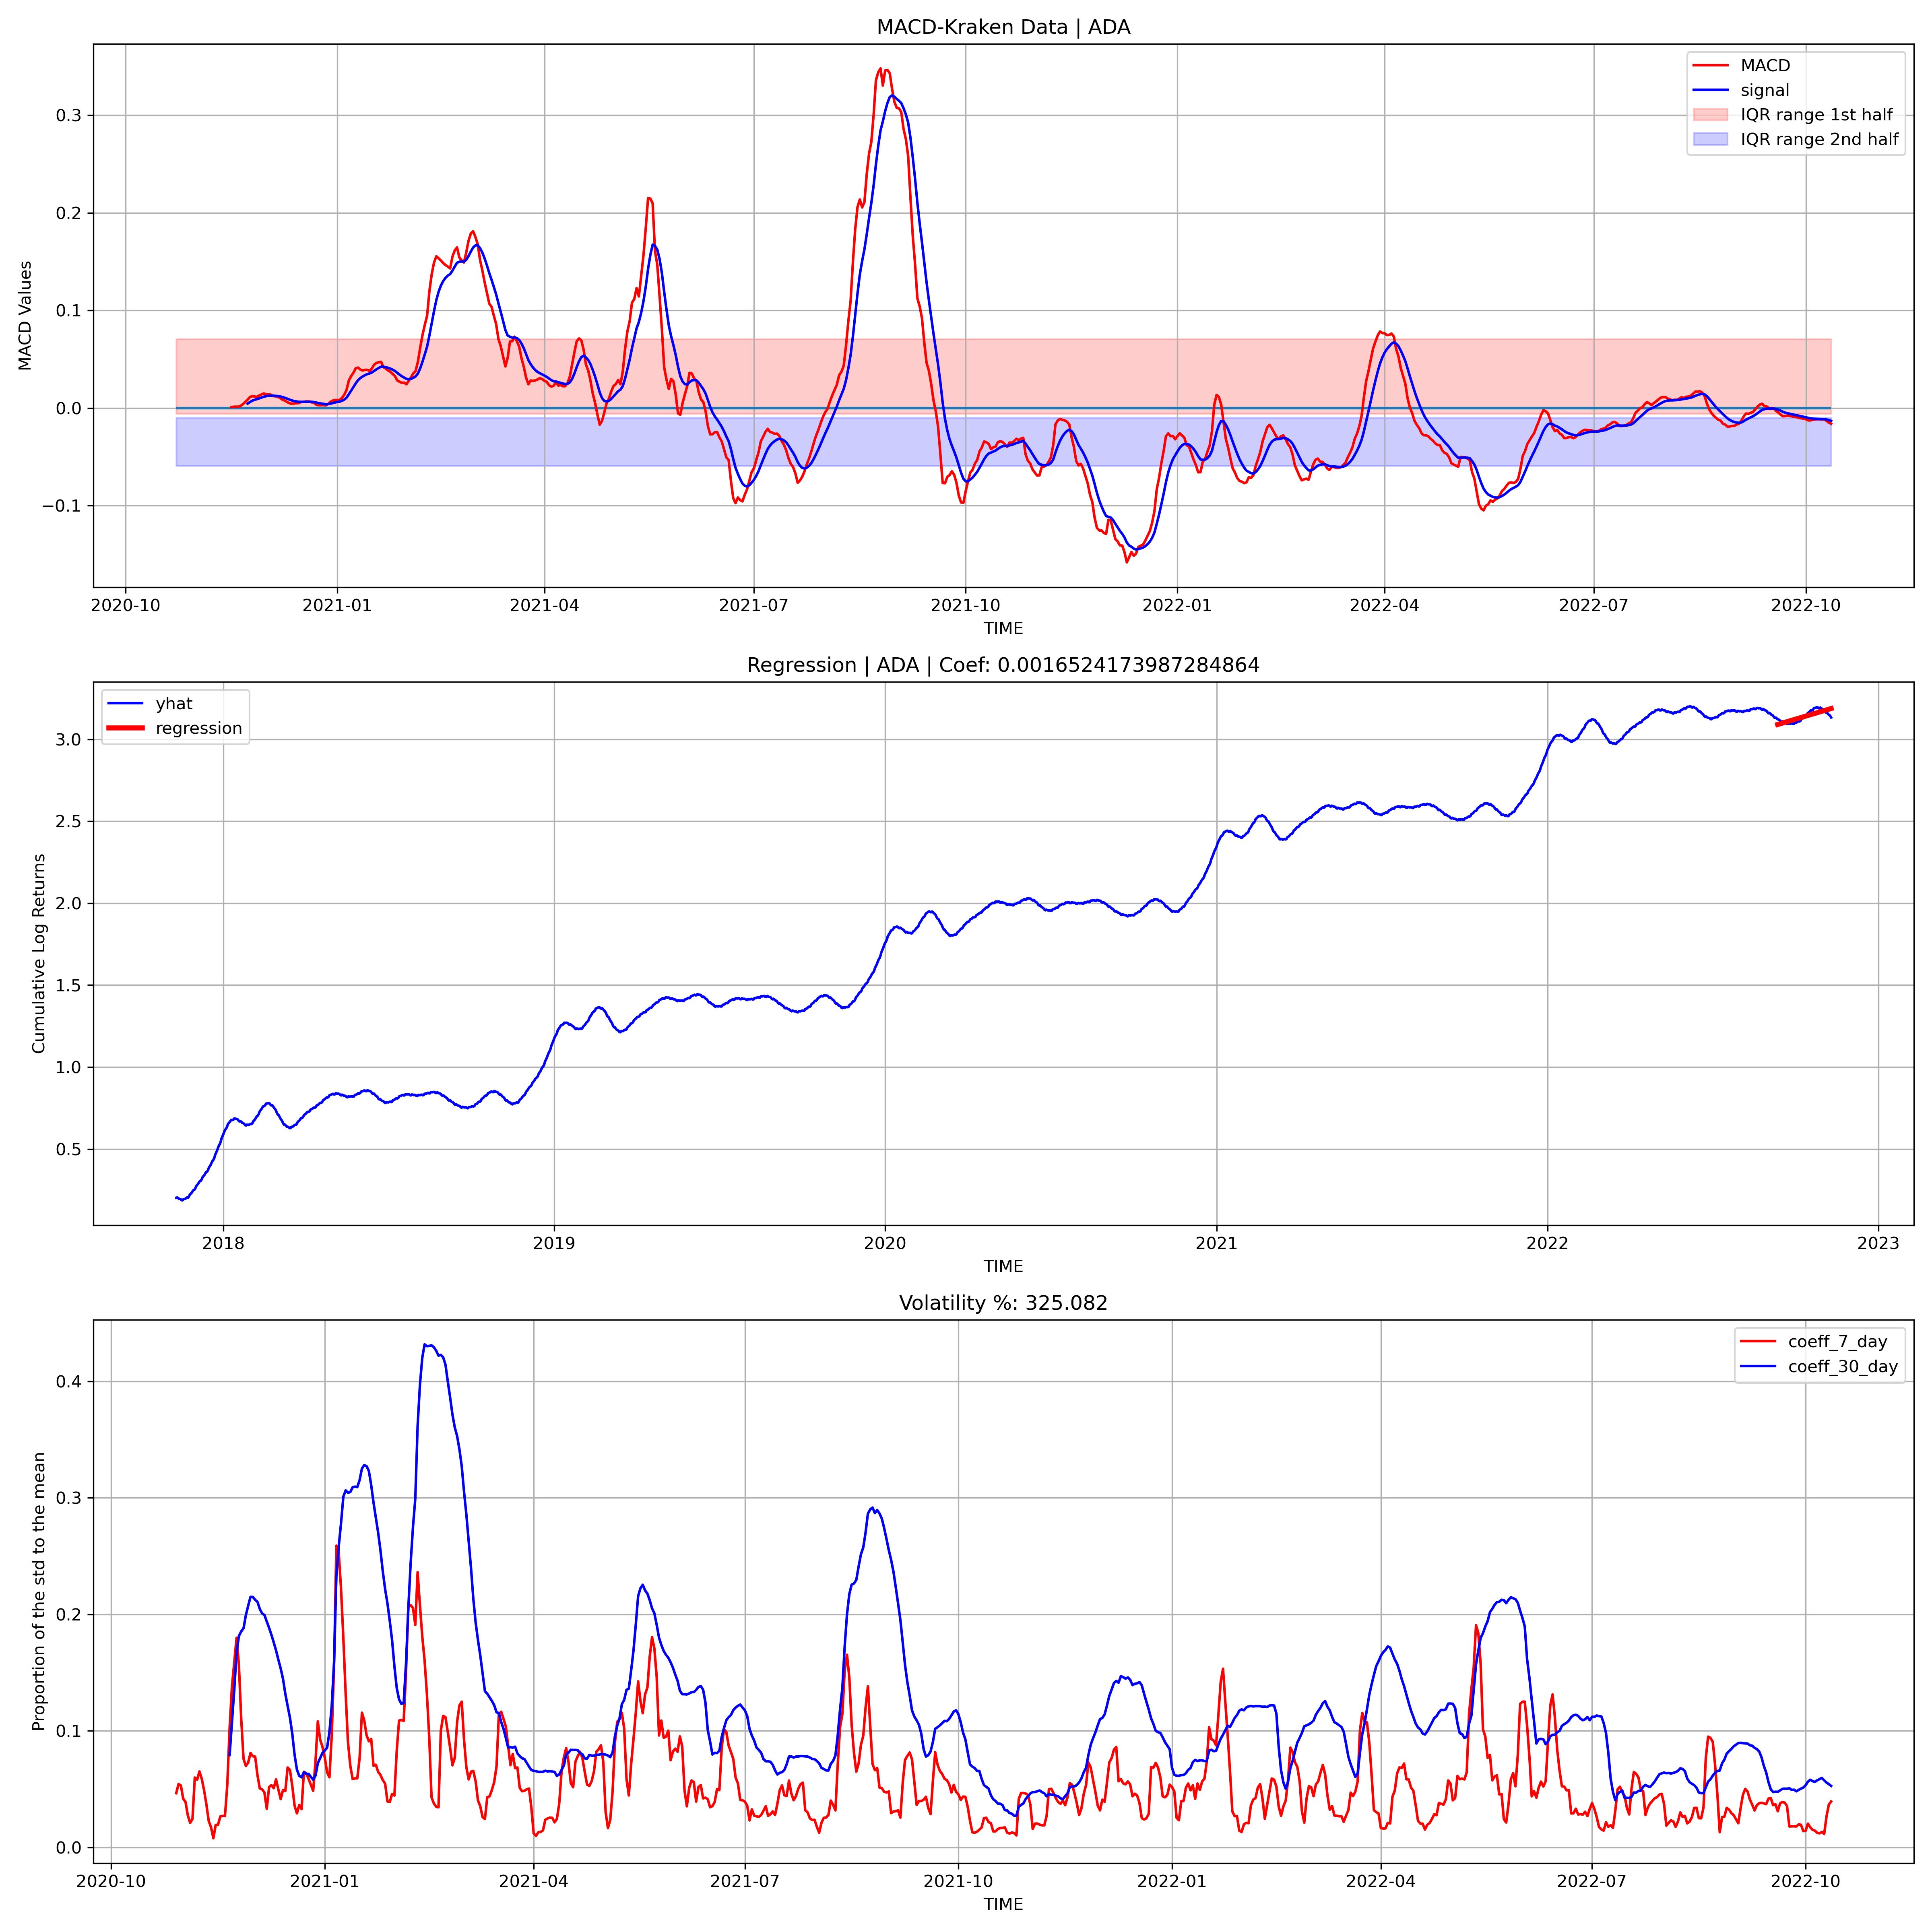 MACD-Kraken Data | ADA
MACD Values
0.3
0.2
0.1
0.0
−0.1
MACD
signal
IQR range 1st half
IQR range 2nd half
2020-10 2021-01 2021-04 2021-07 2021-10 2022-01 2022-04 2022-07 2022-10
TIME
Regression | ADA | Coef: 0.0016524173987284864
Cumulative Log Returns
yhat
regression
3.0
2.5
2.0
1.5
1.0
0.5
2018 2019 2020 2021 2022 2023
TIME
Volatility %: 325.082
Proportion of the std to the mean
coeff_7_day
coeff_30_day
0.4
0.3
0.2
0.1
0.0
2020-10 2021-01 2021-04 2021-07 2021-10 2022-01 2022-04 2022-07 2022-10
TIME